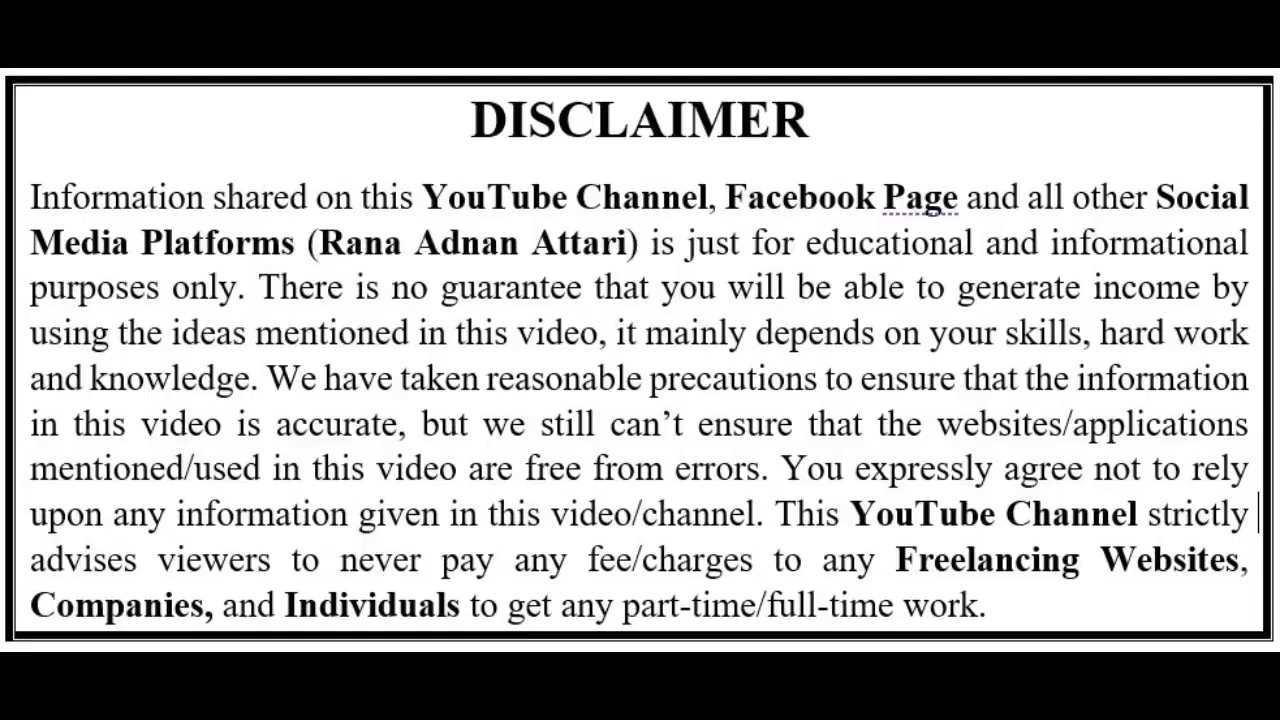 DISCLAIMER
Information shared on this YouTube Channel, Facebook Page and all other Social
Media Platforms (Rana Adnan Attari) is just for educational and informational
purposes only. There is no guarantee that you will be able to generate income by
using the ideas mentioned in this video, it mainly depends on your skills, hard work
and knowledge. We have taken reasonable precautions to ensure that the information
in this video is accurate, but we still can’t ensure that the websites/applications
mentioned/used in this video are free from errors. You expressly agree not to rely
upon any information given in this video/channel. This YouTube Channel strictly
advises viewers to never pay any fee/charges to any Freelancing Websites,
Companies, and Individuals to get any part-time/full-time work.